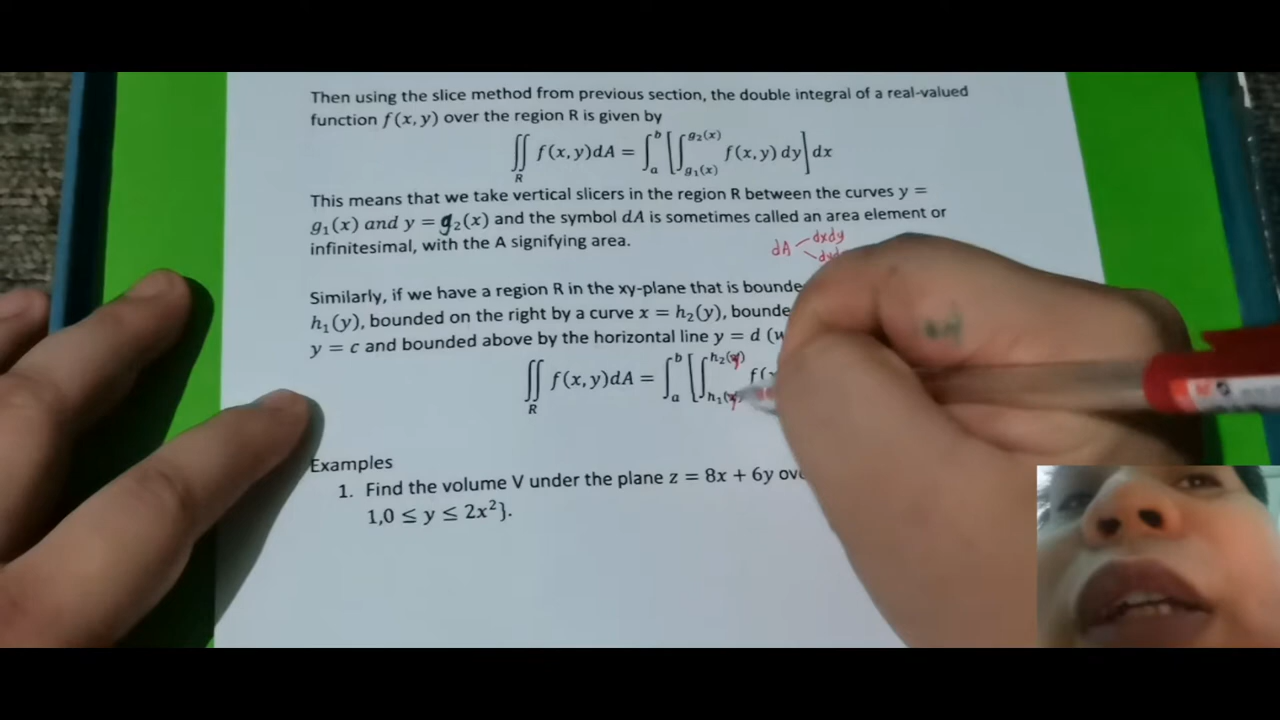 Then using the slice method from previous section, the double integral of a real-valued
function f(x, y) over the region R is given by
∬_R f(x, y)dA = ∫_a^b [∫_{g₁(x)}^{g₂(x)} f(x, y) dy] dx
This means that we take vertical slicers in the region R between the curves y =
g₁(x) and y = g₂(x) and the symbol dA is sometimes called an area element or
infinitesimal, with the A signifying area.
dA dxdy
Similarly, if we have a region R in the xy-plane that is
h₁(y), bounded on the right by a curve x = h₂(y),
y = c and bounded above by the horizontal line y = d
∬_R f(x, y)dA = ∫_a^b [∫_{h₁(y)}^{h₂(y)}
Examples
1. Find the volume V under the plane z = 8x + 6y
1,0 ≤ y ≤ 2x²}.